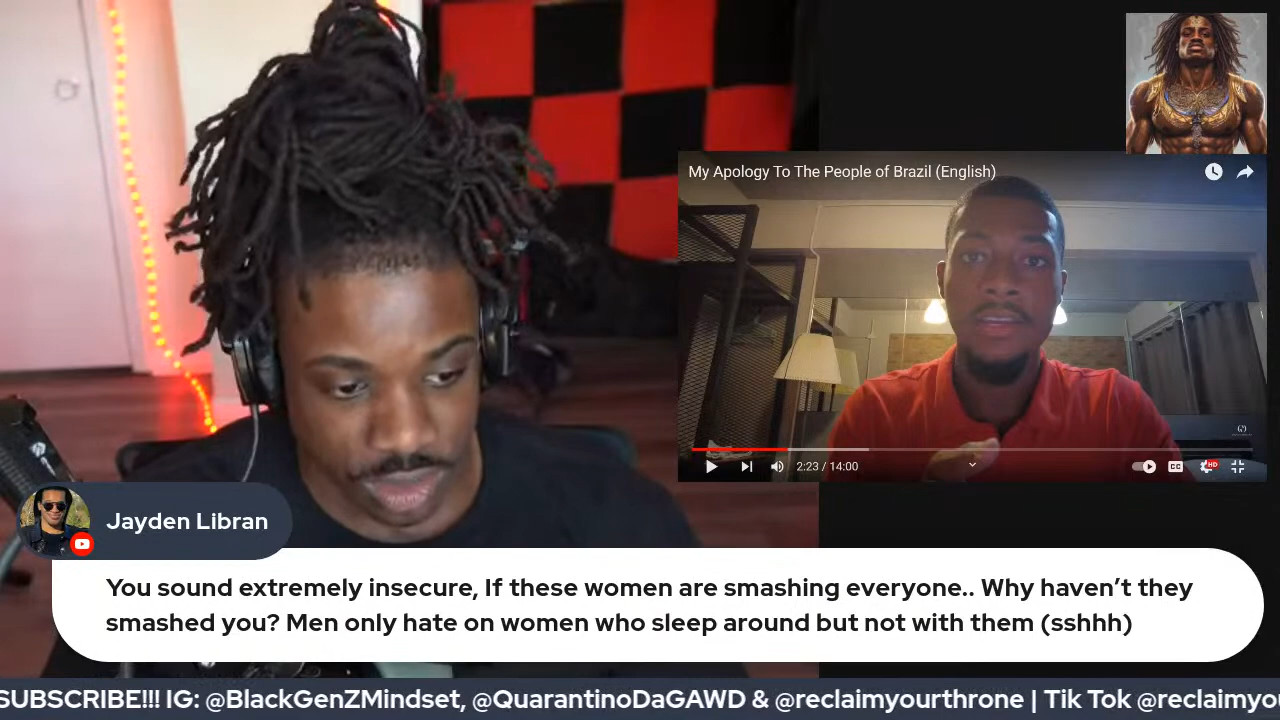 My Apology To The People of Brazil (English)
2:23 / 14:00
CC
HD
Jayden Libran
You sound extremely insecure, If these women are smashing everyone.. Why haven’t they
smashed you? Men only hate on women who sleep around but not with them (sshhh)
SUBSCRIBE!!! IG: @BlackGenZMindset, @QuarantinoDaGAWD & @reclaimyourthrone | Tik Tok @reclaimyo